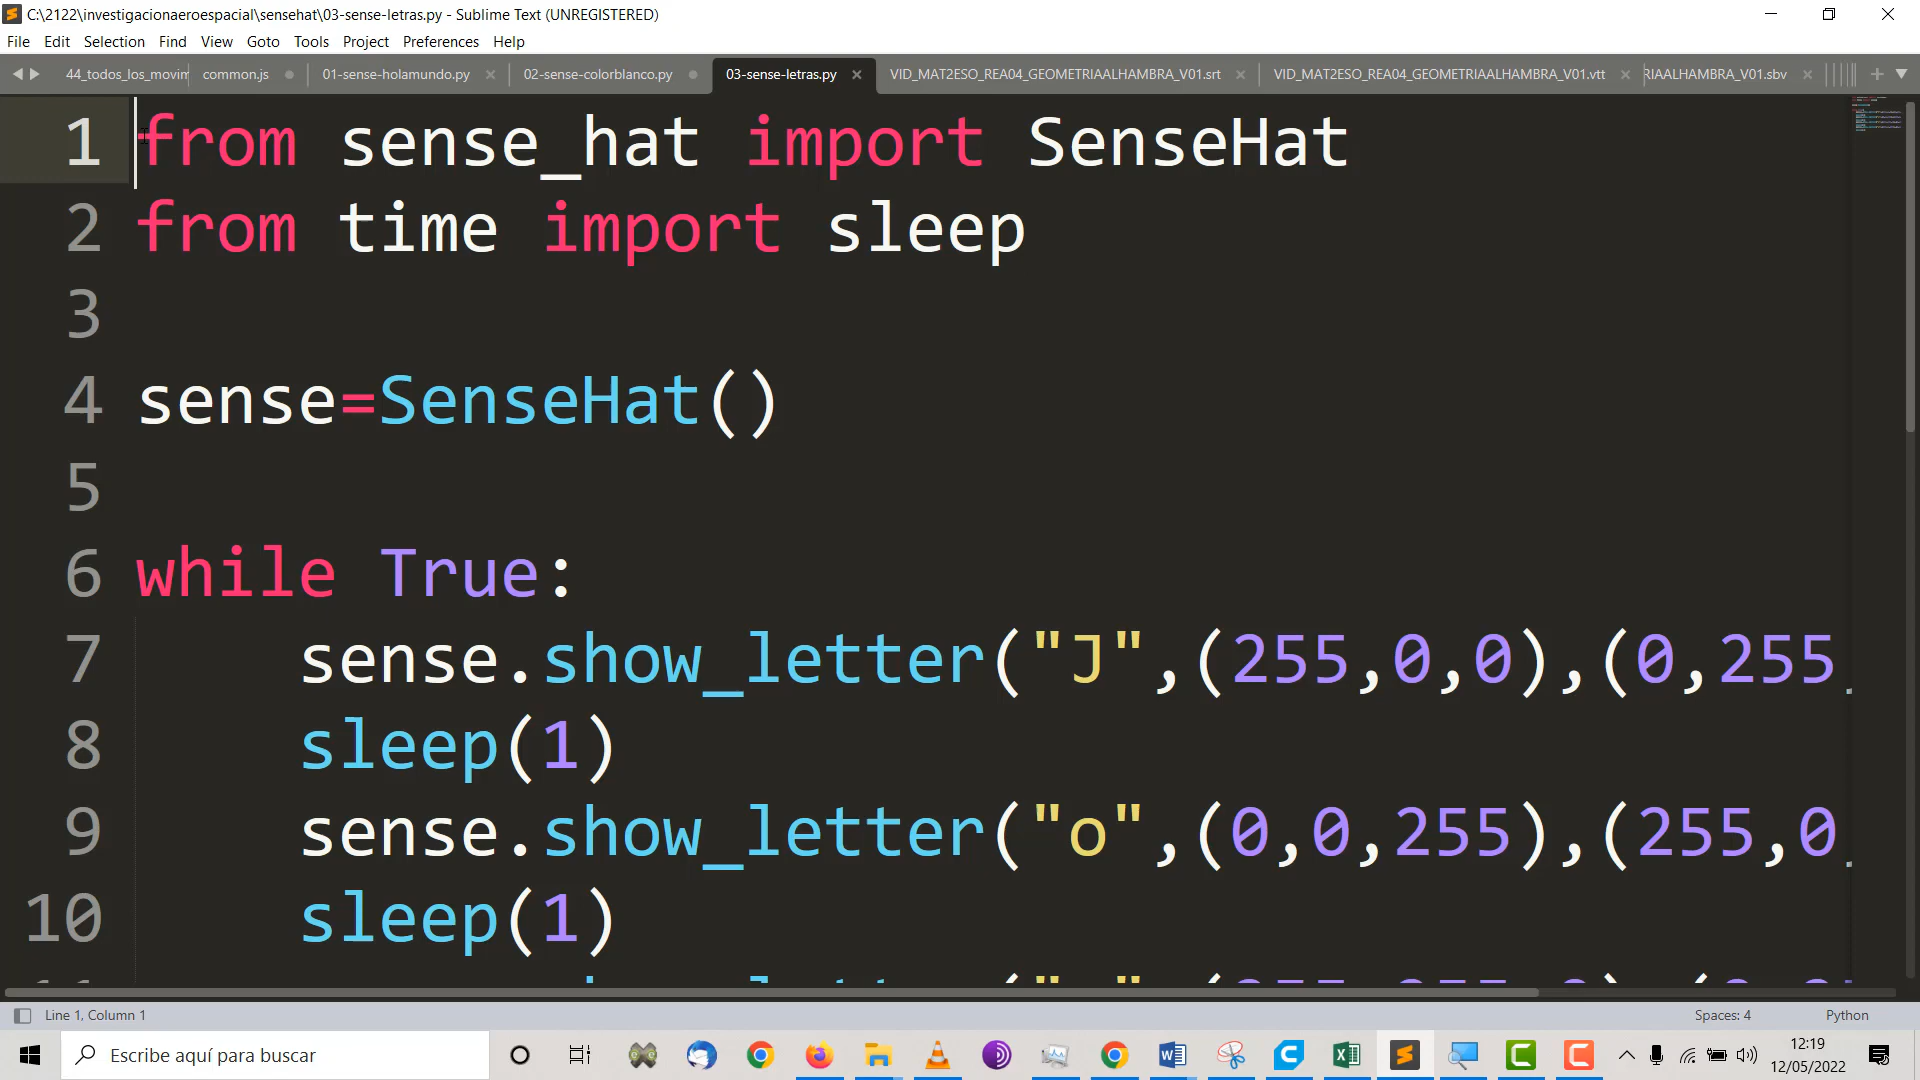 C:\2122\investigacionaeroespacial\sensehat\03-sense-letras.py - Sublime Text (UNREGISTERED)
File Edit Selection Find View Goto Tools Project Preferences Help
44_todos_los_movim common.js 01-sense-holamundo.py 02-sense-colorblanco.py 03-sense-letras.py VID_MAT2ESO_REA04_GEOMETRIAALHAMBRA_V01.srt VID_MAT2ESO_REA04_GEOMETRIAALHAMBRA_V01.vtt RIAALHAMBRA_V01.sbv
1 from sense_hat import SenseHat
2 from time import sleep
3
4 sense=SenseHat()
5
6 while True:
7 sense.show_letter("J",(255,0,0),(0,255,
8 sleep(1)
9 sense.show_letter("o",(0,0,255),(255,0,
10 sleep(1)
Line 1, Column 1 Spaces: 4 Python
Escribe aquí para buscar
12:19
12/05/2022